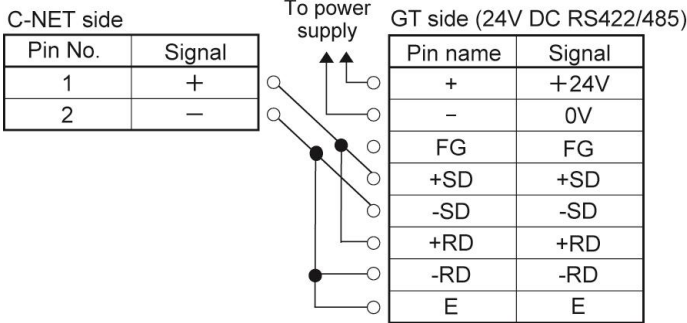 To power
supply
C-NET side
Pin No. Signal
1 +
2 −
GT side (24V DC RS422/485)
Pin name Signal
+ +24V
− 0V
FG FG
+SD +SD
-SD -SD
+RD +RD
-RD -RD
E E